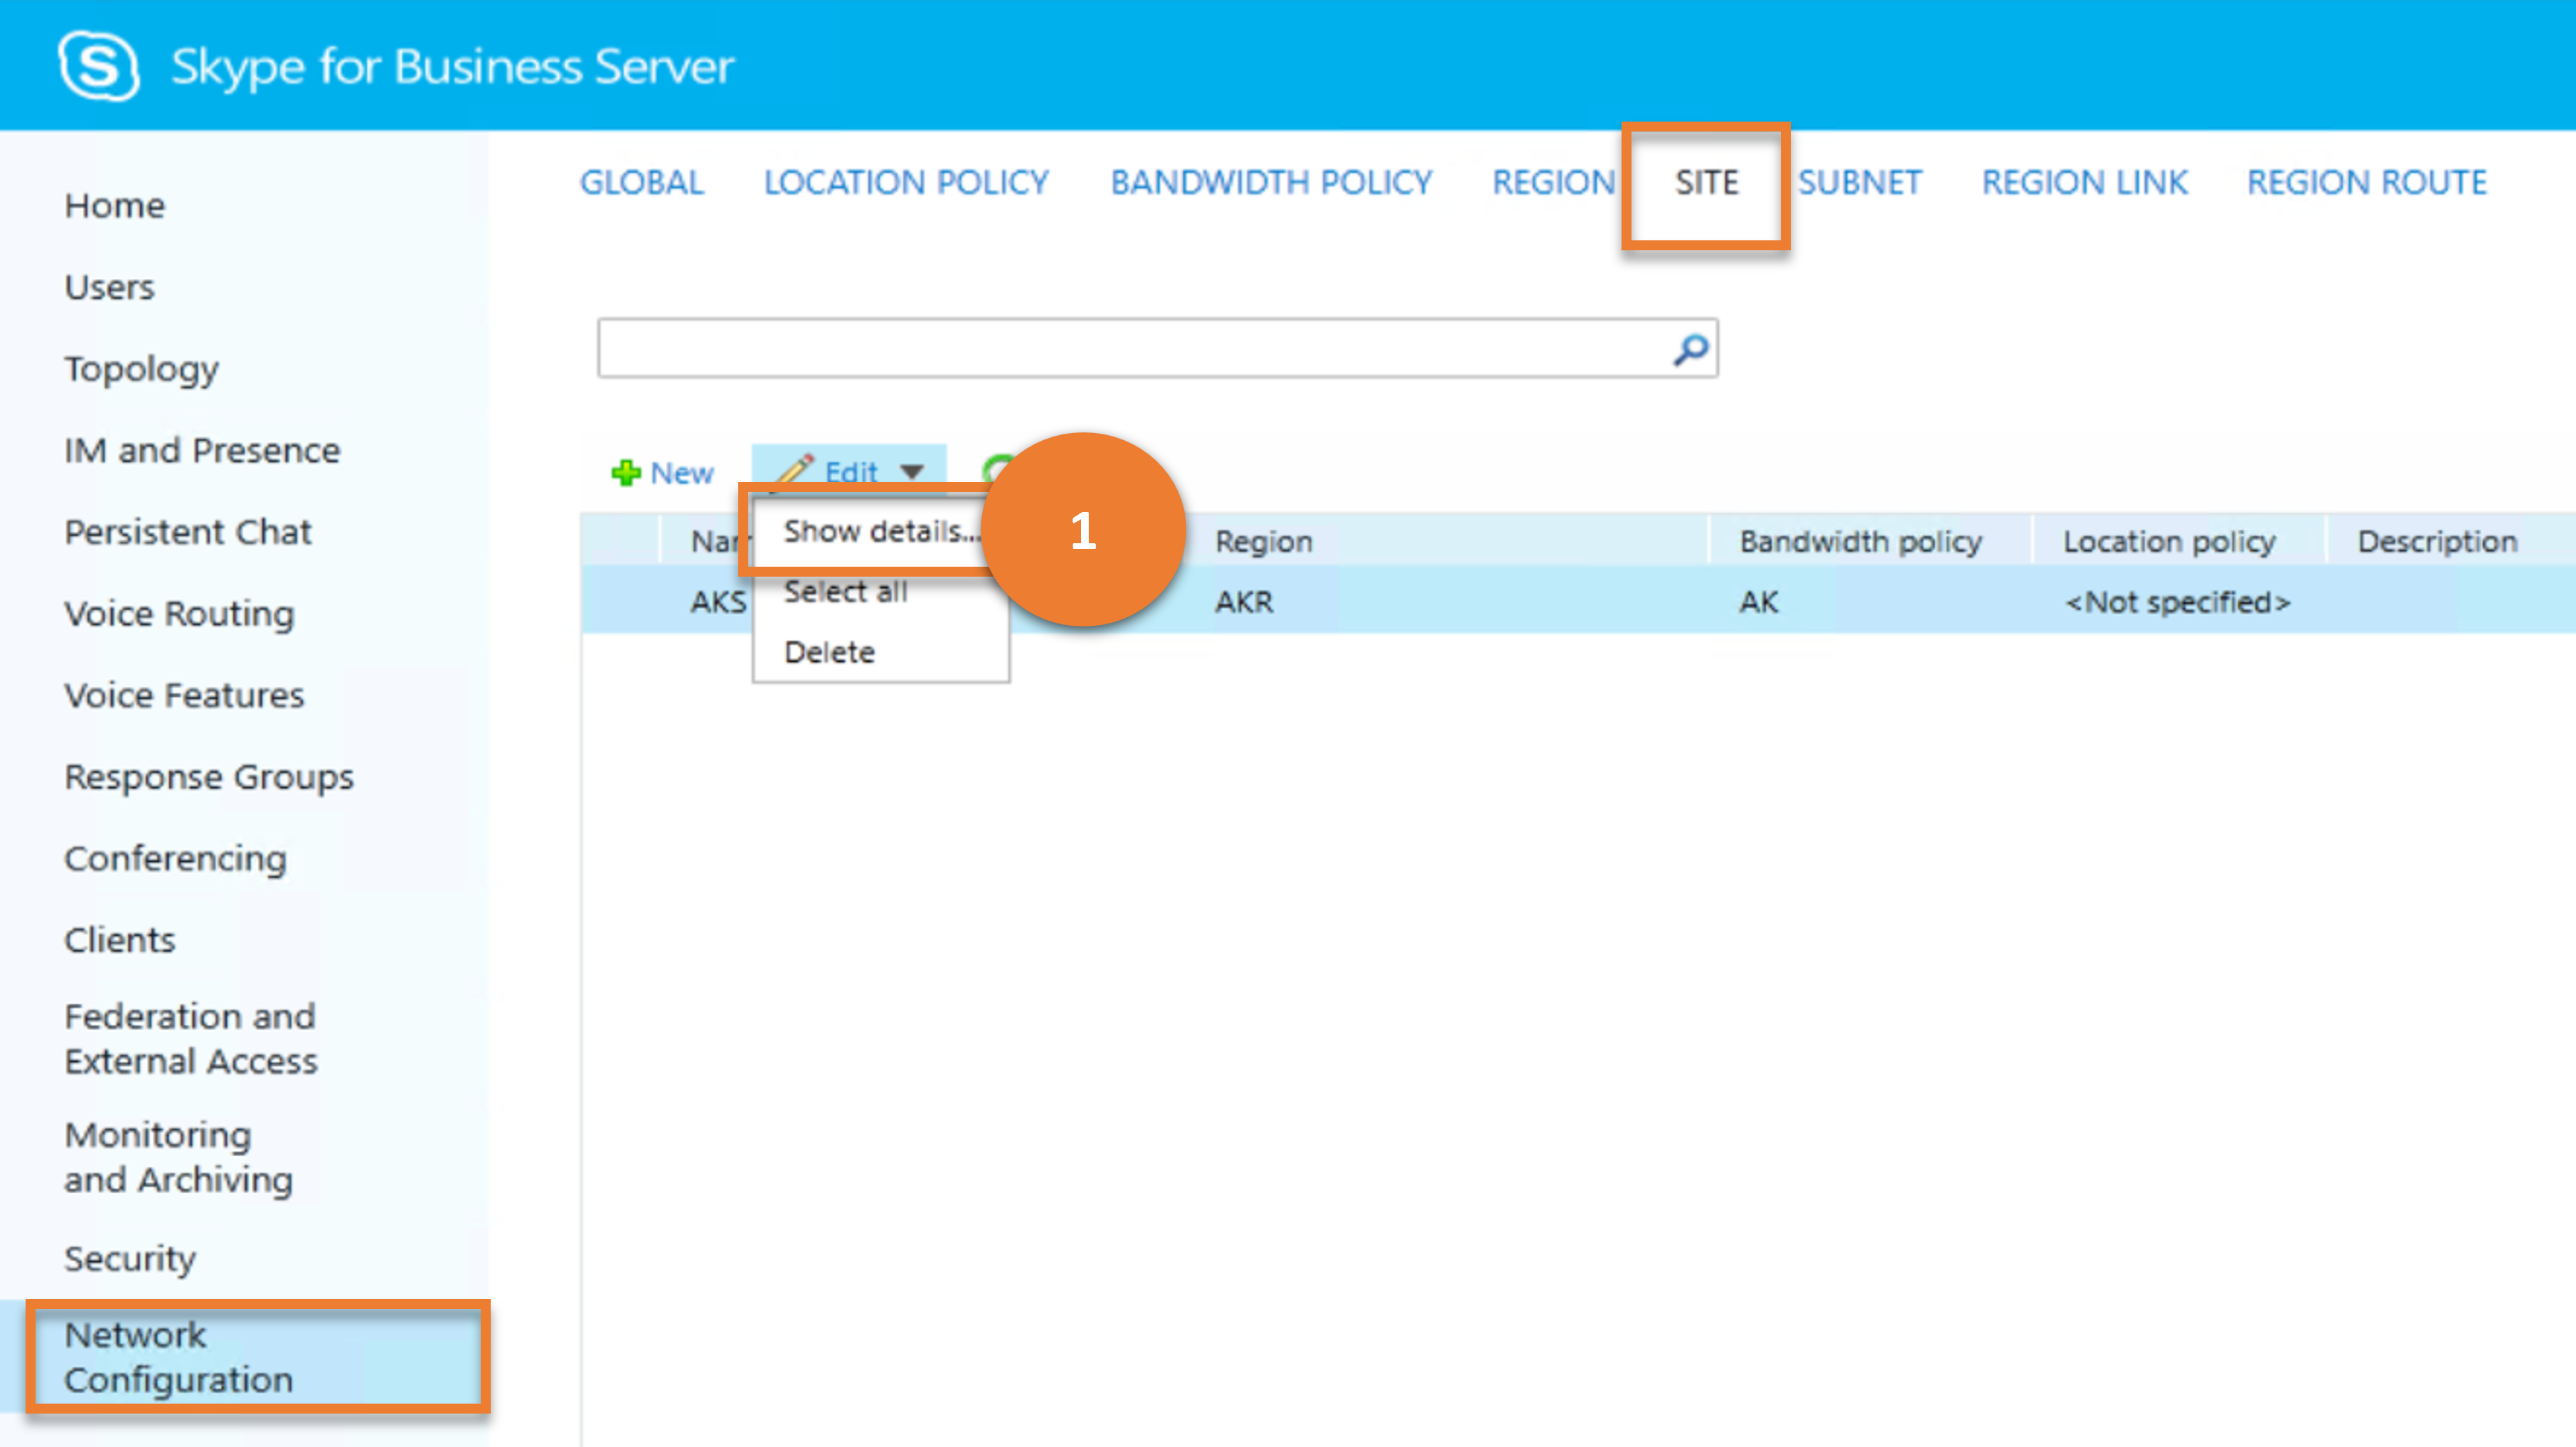 Skype for Business Server
GLOBAL LOCATION POLICY BANDWIDTH POLICY REGION SITE SUBNET REGION LINK REGION ROUTE
Home
Users
Topology
IM and Presence
Persistent Chat
Voice Routing
Voice Features
Response Groups
Conferencing
Clients
Federation and
External Access
Monitoring
and Archiving
Security
Network
Configuration
New Edit
Show details...
Select all
Delete
1
Region Bandwidth policy Location policy Description
AKS AKR AK <Not specified>